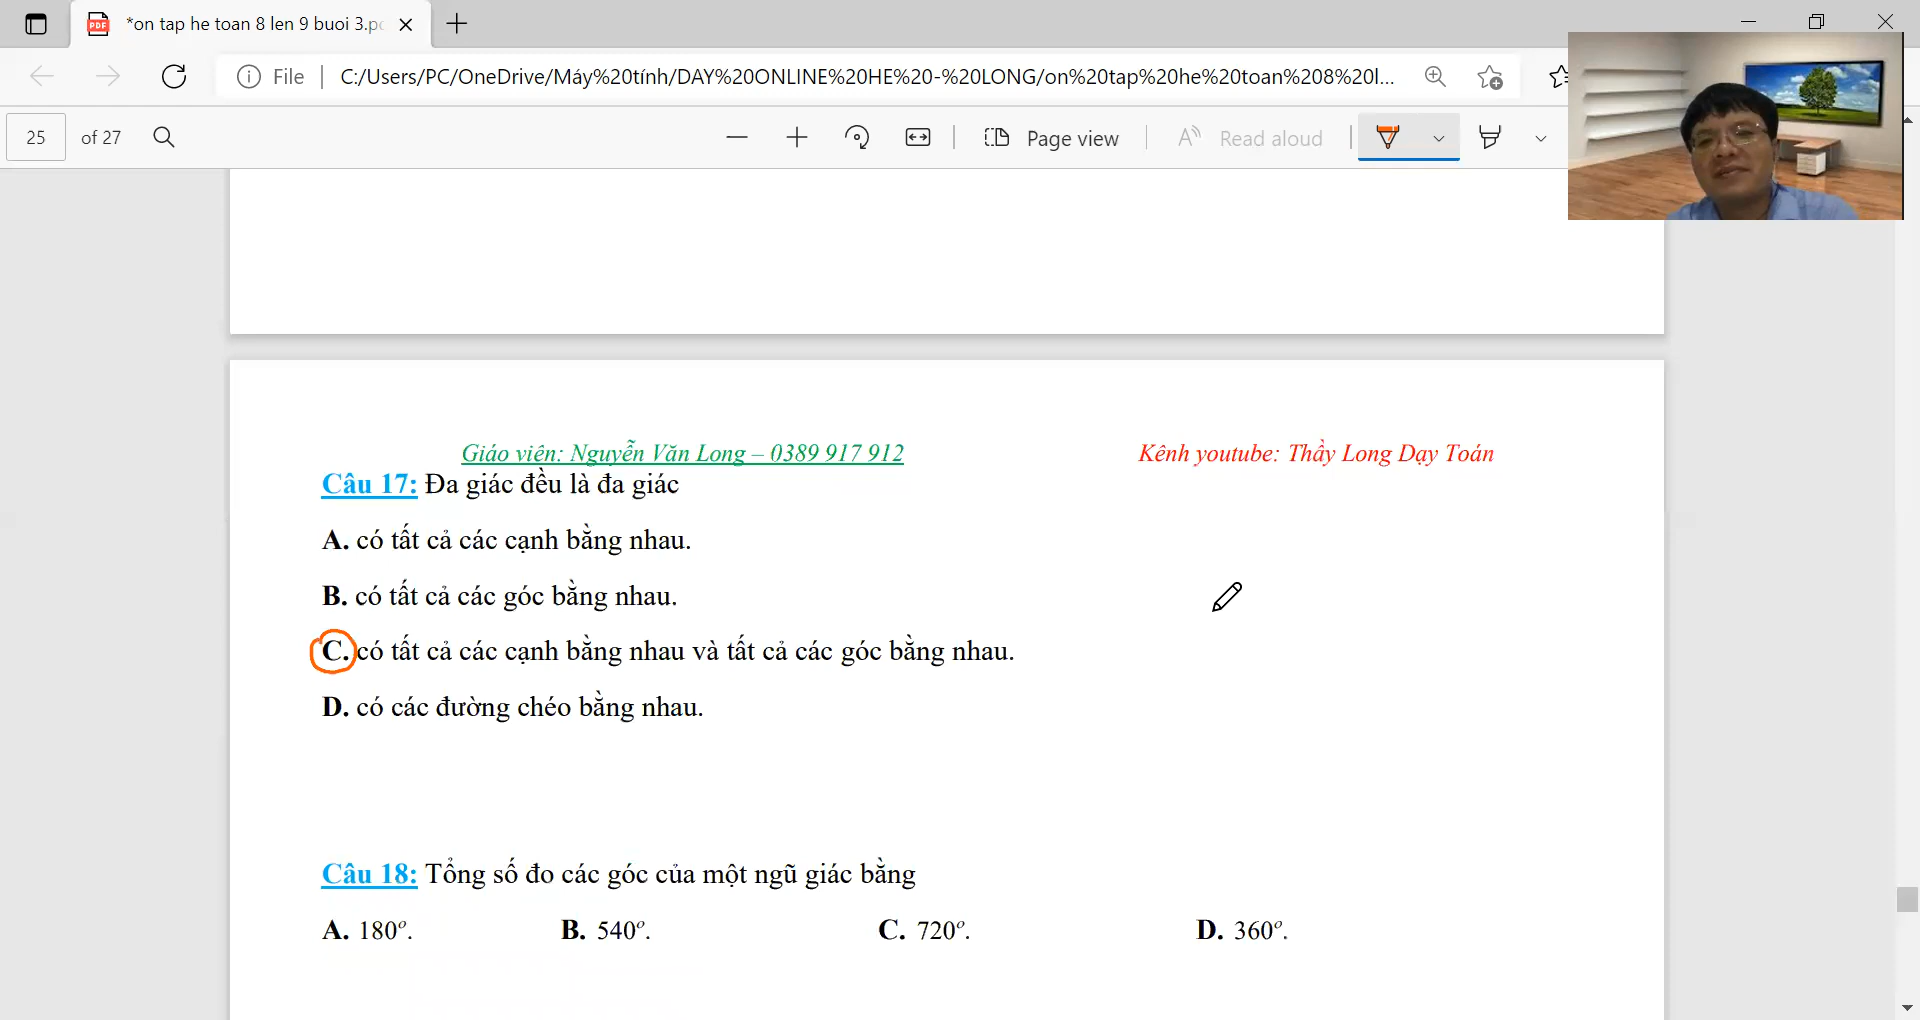 *on tap he toan 8 len 9 buoi 3.p
File
C:/Users/PC/OneDrive/Máy%20tính/DAY%20ONLINE%20HE%20-%20LONG/on%20tap%20he%20toan%208%20l...
25 of 27
Page view
Read aloud
Giáo viên: Nguyễn Văn Long – 0389 917 912 Kênh youtube: Thầy Long Dạy Toán
Câu 17: Đa giác đều là đa giác
A. có tất cả các cạnh bằng nhau.
B. có tất cả các góc bằng nhau.
C. có tất cả các cạnh bằng nhau và tất cả các góc bằng nhau.
D. có các đường chéo bằng nhau.
Câu 18: Tổng số đo các góc của một ngũ giác bằng
A. 180º. B. 540º. C. 720º. D. 360º.